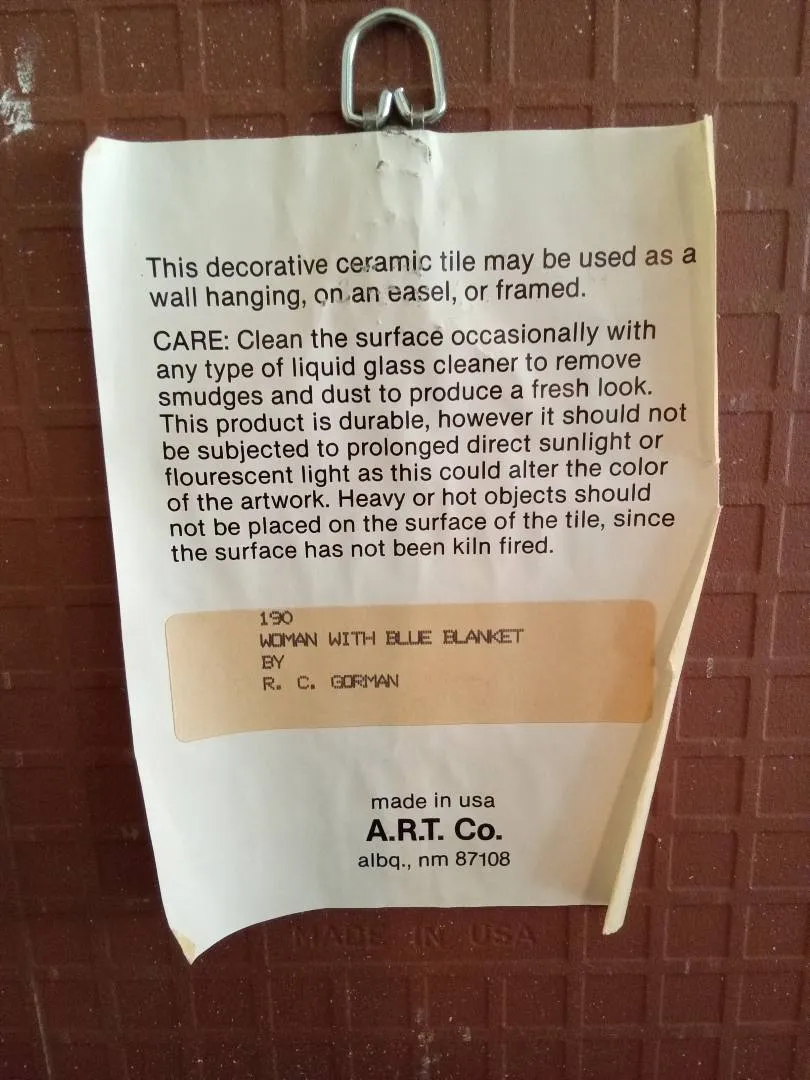 This decorative ceramic tile may be used as a
wall hanging, on an easel, or framed.
CARE: Clean the surface occasionally with
any type of liquid glass cleaner to remove
smudges and dust to produce a fresh look.
This product is durable, however it should not
be subjected to prolonged direct sunlight or
flourescent light as this could alter the color
of the artwork. Heavy or hot objects should
not be placed on the surface of the tile, since
the surface has not been kiln fired.
190
WOMAN WITH BLUE BLANKET
BY
R. C. GORMAN
made in usa
A.R.T. Co.
albq., nm 87108
MADE IN USA